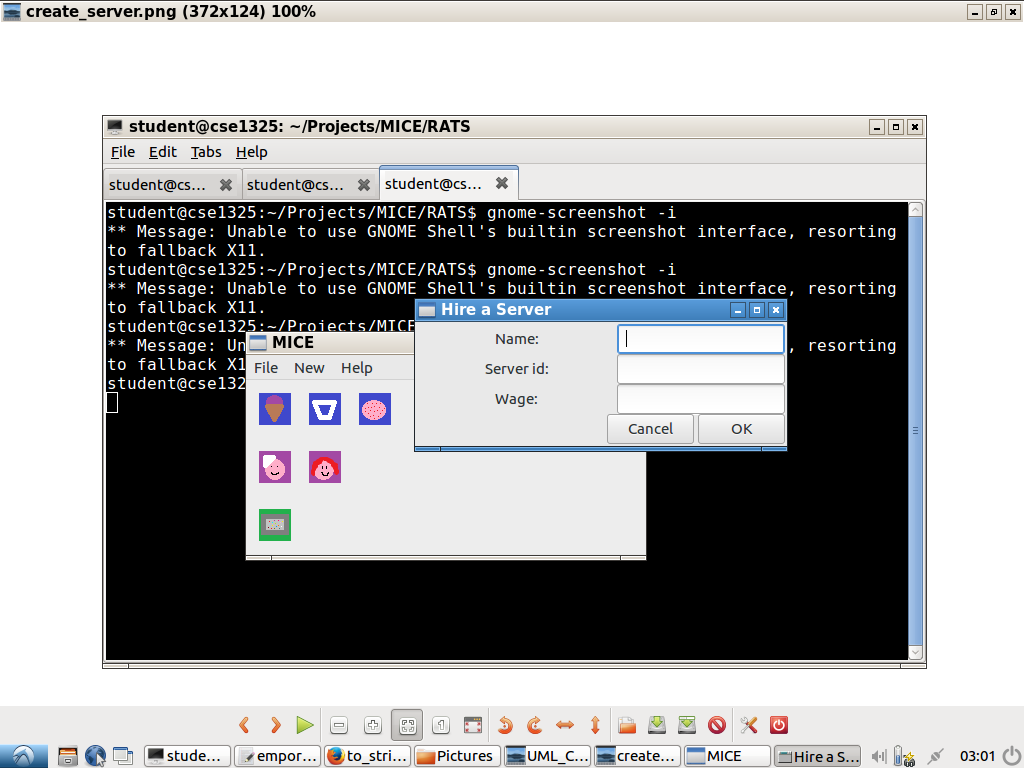 create_server.png (372x124) 100%
student@cse1325: ~/Projects/MICE/RATS
File Edit Tabs Help
student@cs... student@cs... student@cs...
student@cse1325:~/Projects/MICE/RATS$ gnome-screenshot -i
** Message: Unable to use GNOME Shell's builtin screenshot interface, resorting
to fallback X11.
student@cse1325:~/Projects/MICE/RATS$ gnome-screenshot -i
** Message: Unable to use GNOME Shell's builtin screenshot interface, resorting
to fallback X11.
student@cse1325:~/Projects/MICE
** Message: Un , resorting
to fallback X1
student@cse132
Hire a Server
Name:
Server id:
Wage:
Cancel OK
MICE
File New Help
1
stude... empor... to_stri... Pictures UML_C... create... MICE Hire a S... 03:01